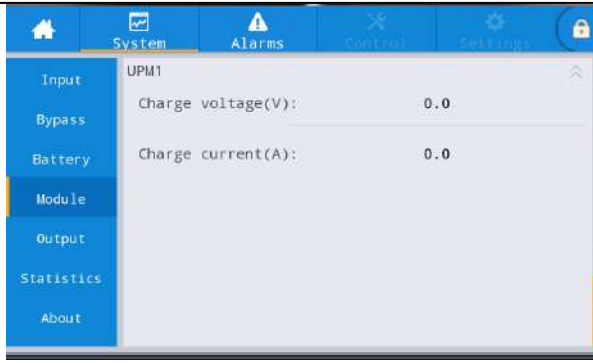 System
Alarms
Control
Settings
Input
Bypass
Battery
Module
Output
Statistics
About
UPM1
Charge voltage(V): 0.0
Charge current(A): 0.0